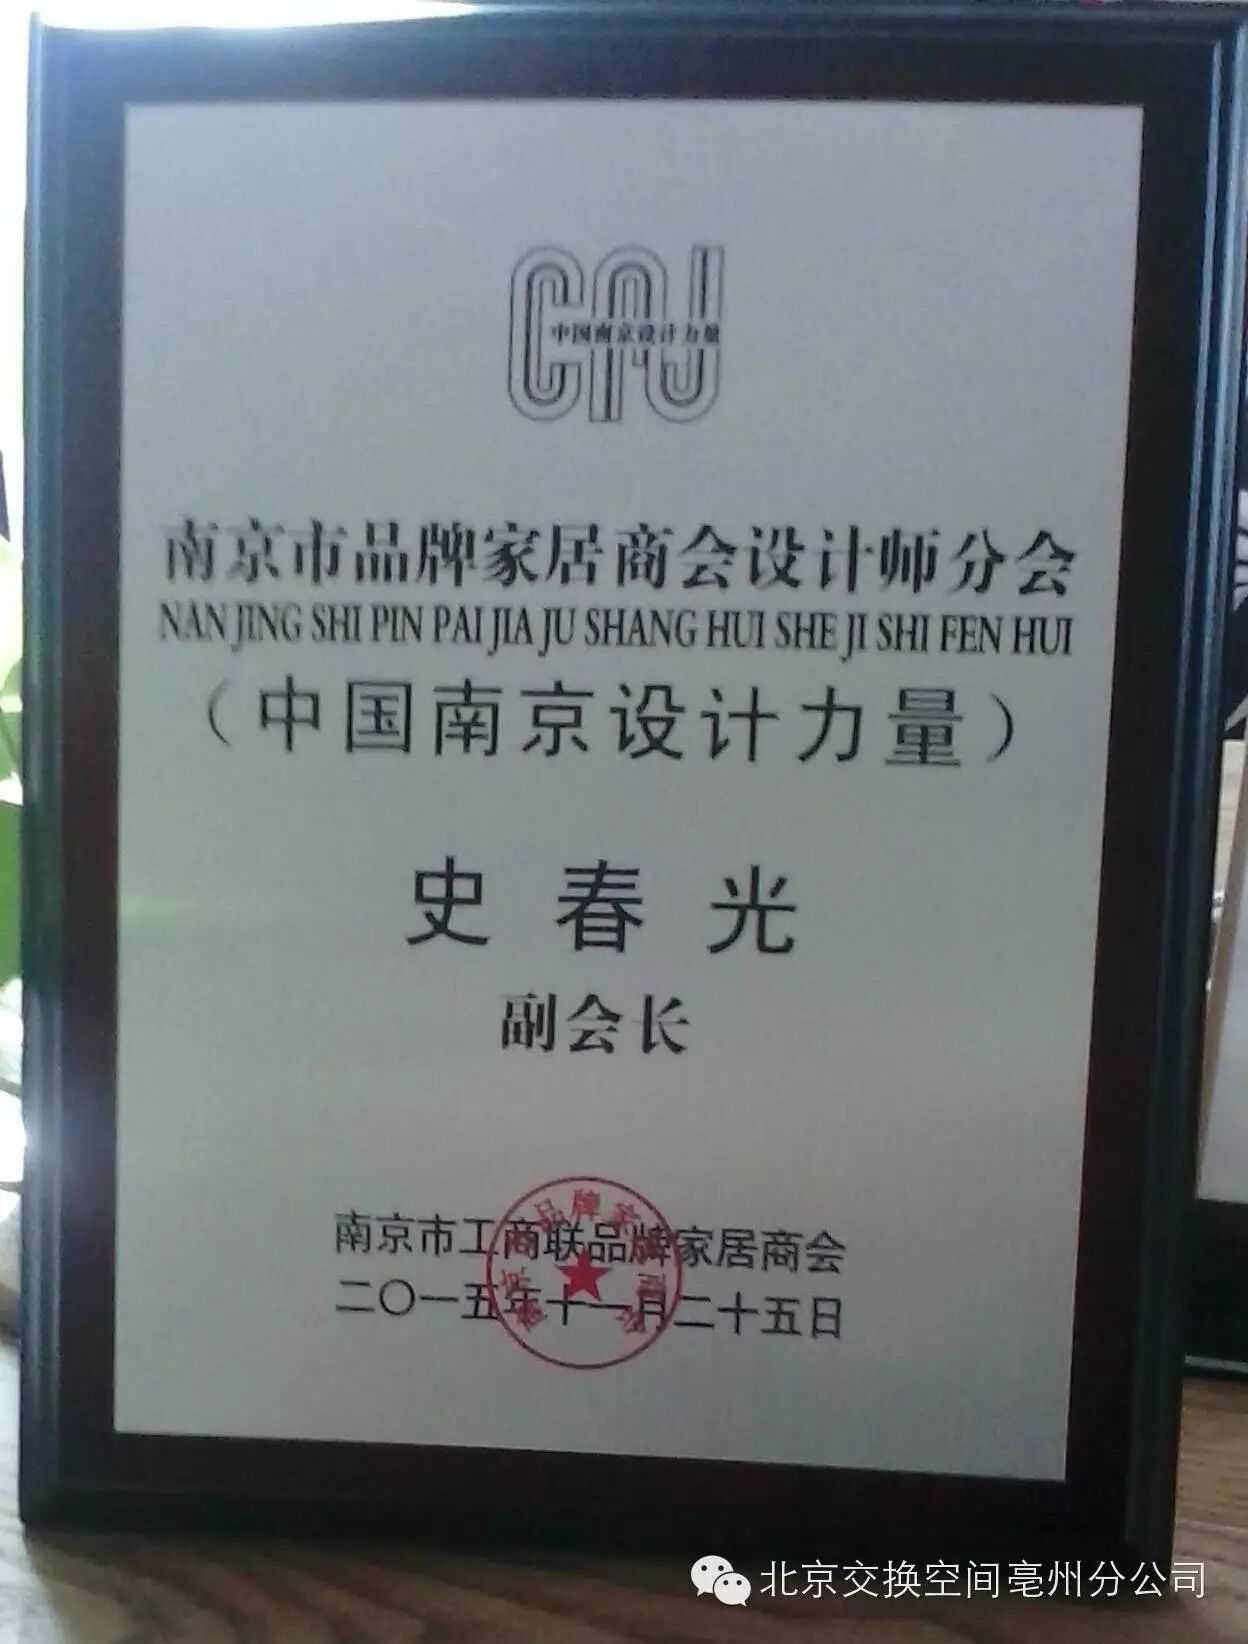 中国南京设计力量
南京市品牌家居商会设计师分会
NAN JING SHI PIN PAI JIA JU SHANG HUI SHE JI SHI FEN HUI
（中国南京设计力量）
史春光
副会长
南京市工商联品牌家居商会
二〇一五年十一月二十五日
北京交换空间亳州分公司